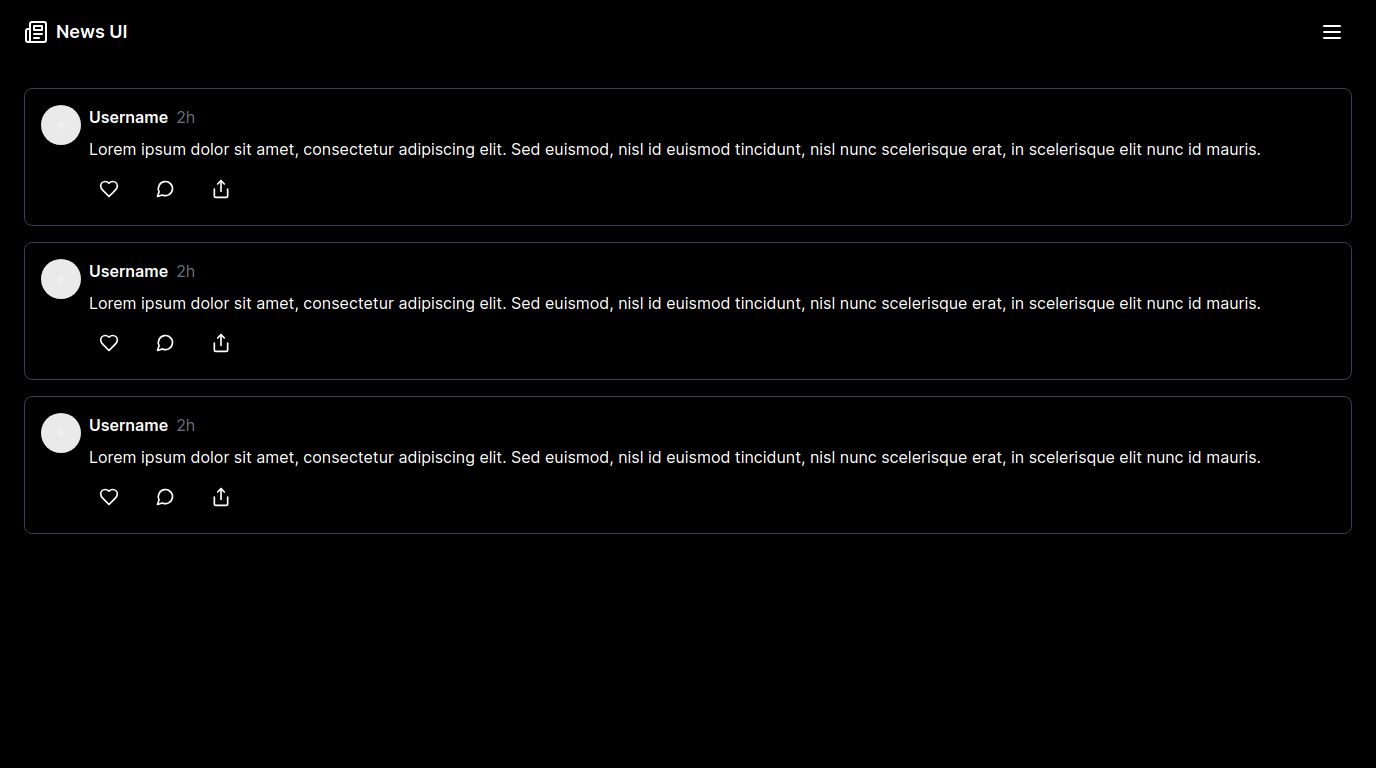 News UI
Username 2h
Lorem ipsum dolor sit amet, consectetur adipiscing elit. Sed euismod, nisl id euismod tincidunt, nisl nunc scelerisque erat, in scelerisque elit nunc id mauris.
Username 2h
Lorem ipsum dolor sit amet, consectetur adipiscing elit. Sed euismod, nisl id euismod tincidunt, nisl nunc scelerisque erat, in scelerisque elit nunc id mauris.
Username 2h
Lorem ipsum dolor sit amet, consectetur adipiscing elit. Sed euismod, nisl id euismod tincidunt, nisl nunc scelerisque erat, in scelerisque elit nunc id mauris.